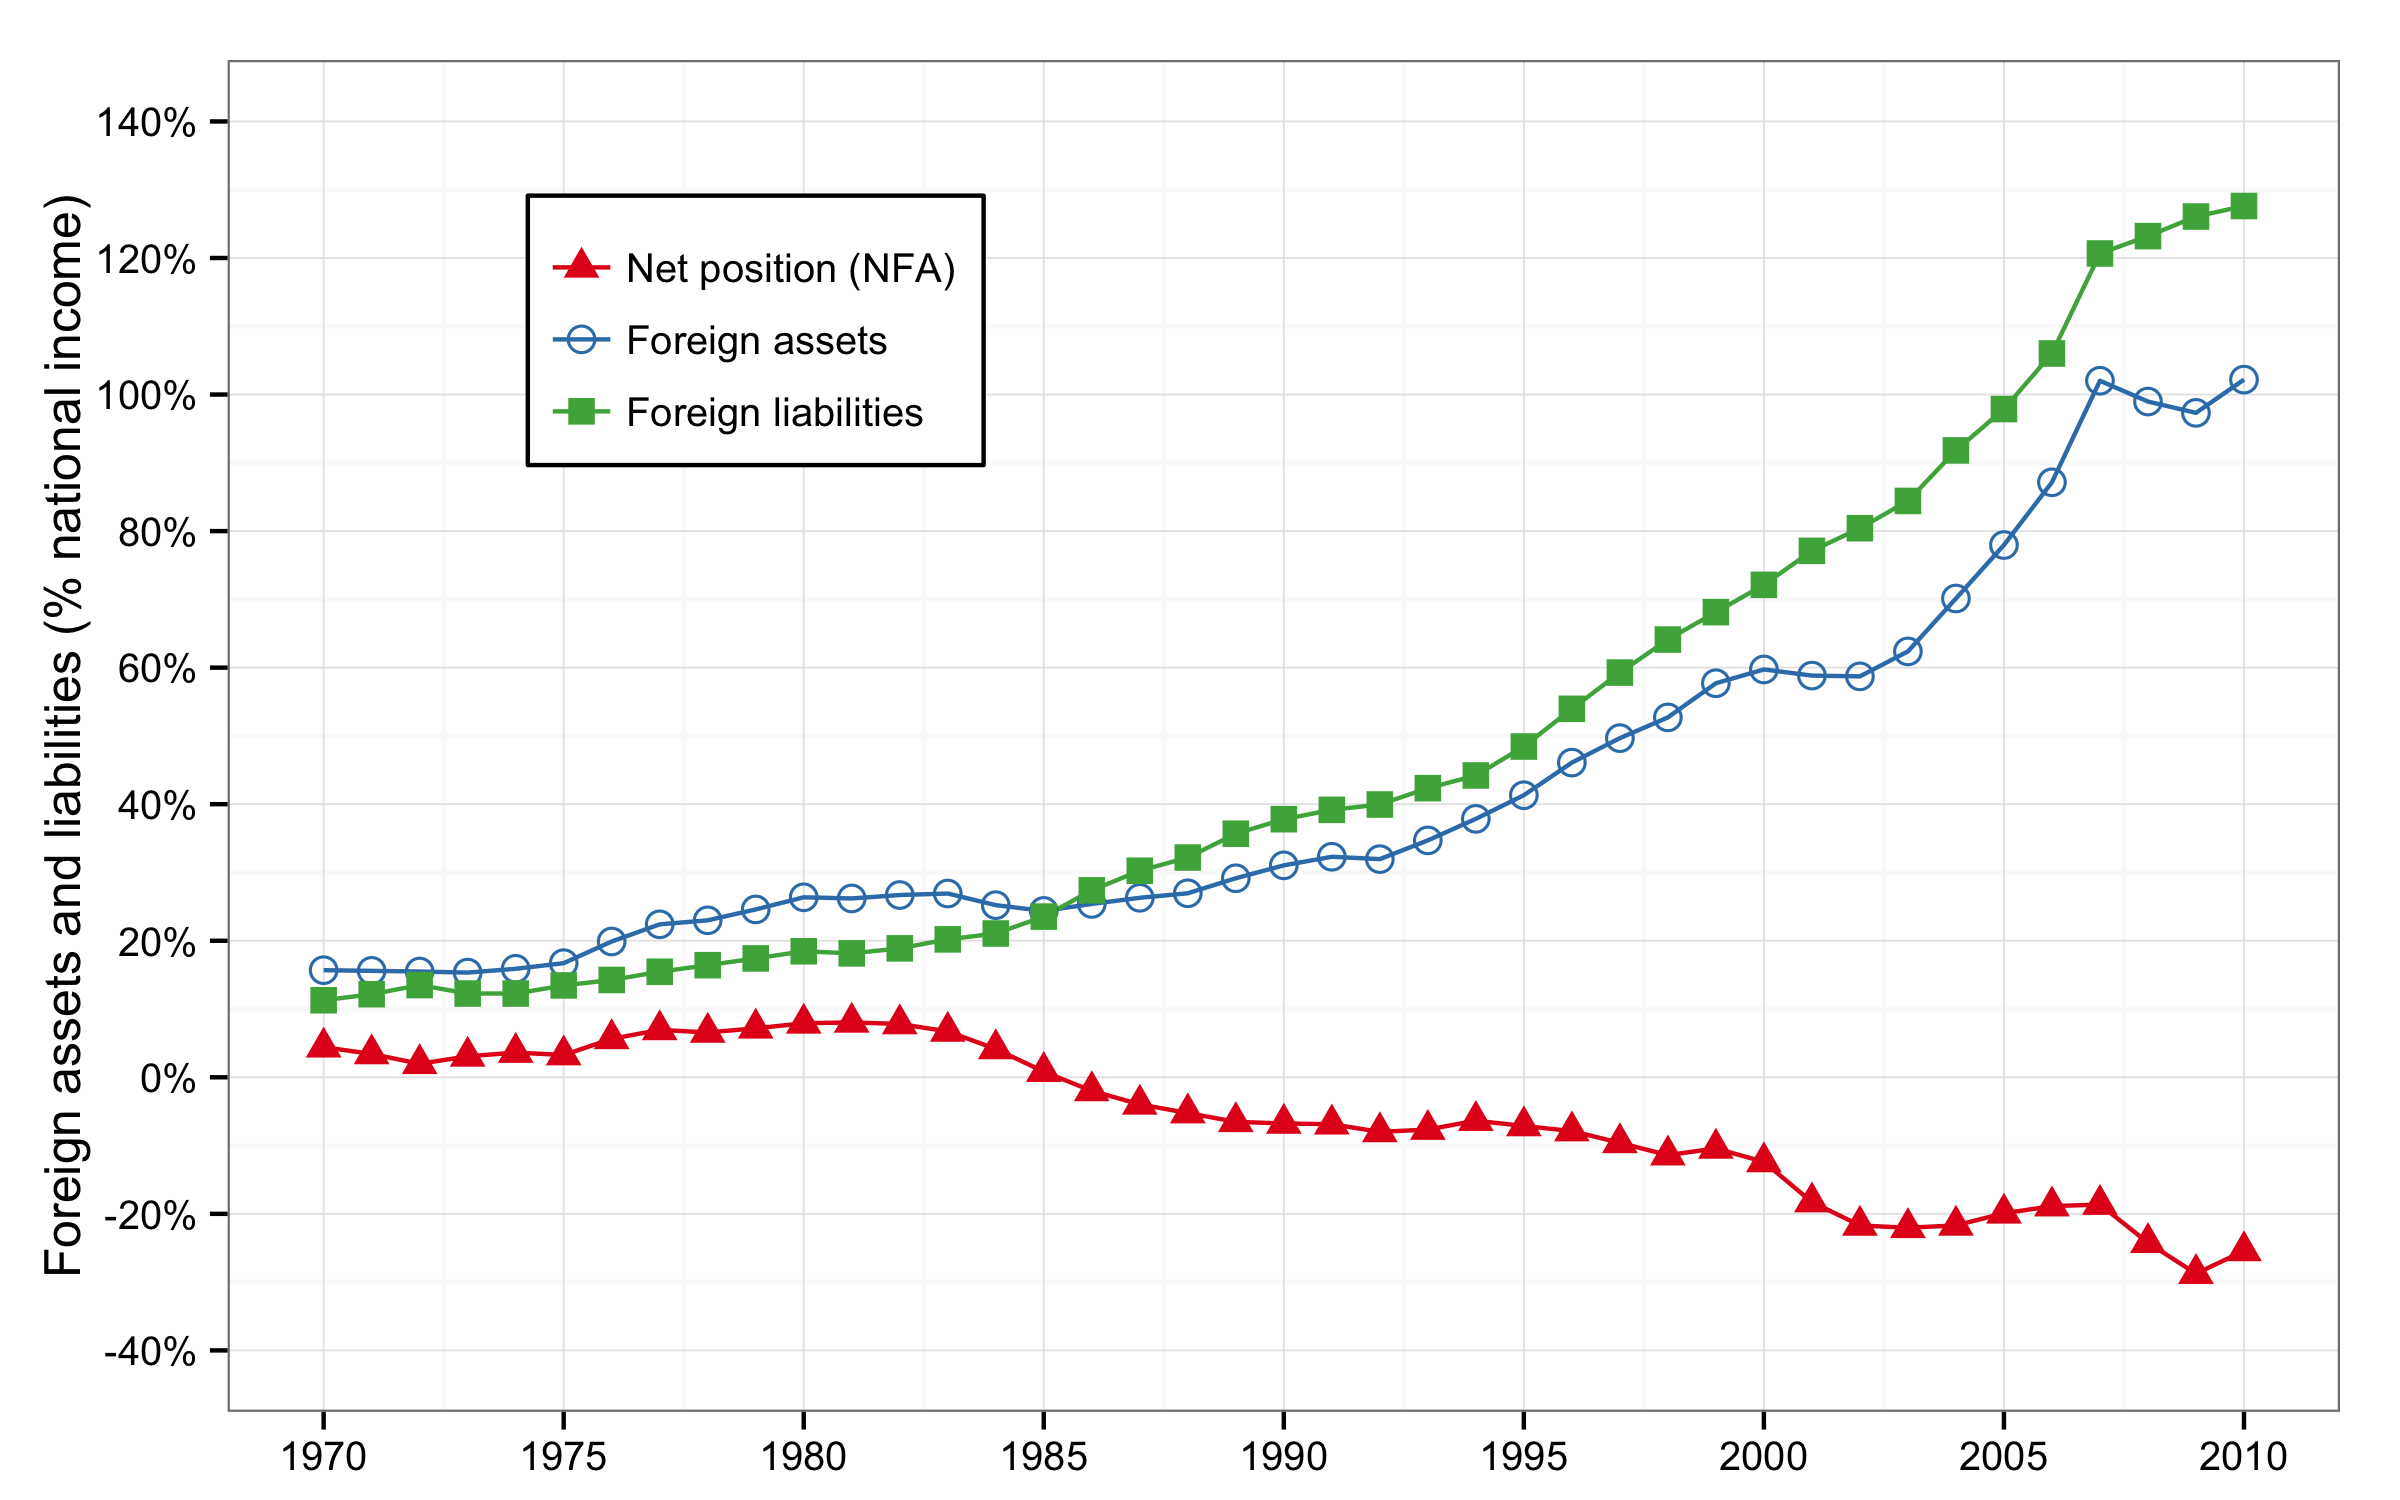 Foreign assets and liabilities (% national income)
140%
120%
100%
80%
60%
40%
20%
0%
-20%
-40%
Net position (NFA)
Foreign assets
Foreign liabilities
1970 1975 1980 1985 1990 1995 2000 2005 2010